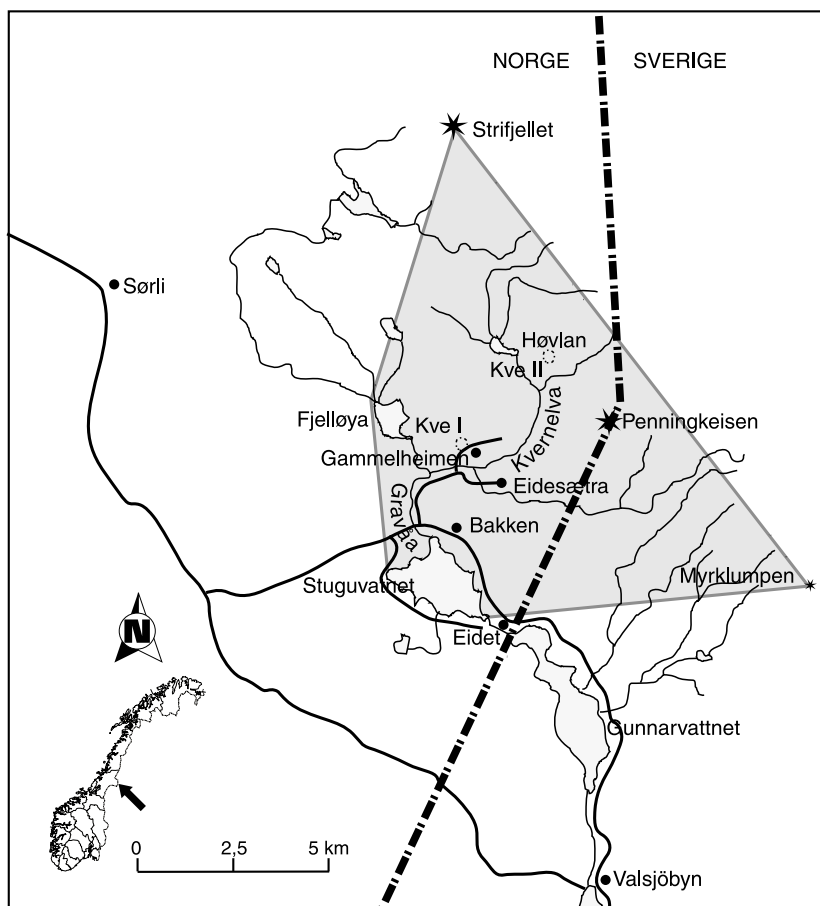 NORGE SVERIGE
Strifjellet
Sørli
Høvlan
Kve II
Fjelløya
Kve I
Penningkeisen
Gammelheimen
Kvernelva
Eidesætra
Gravåa
Bakken
Stuguvatnet
Myrklumpen
Eidet
N
Gunnarvattnet
0 2,5 5 km
Valsjöbyn